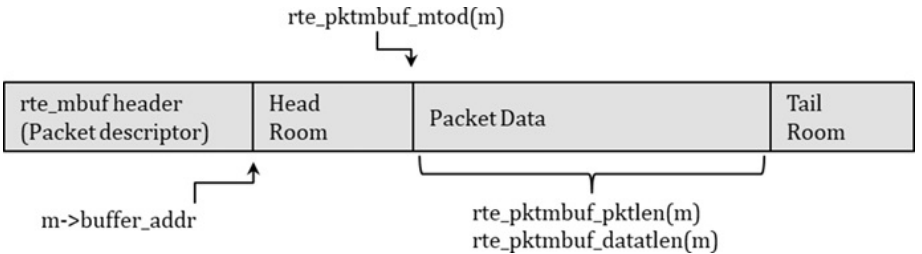 rte_pktmbuf_mtod(m)
rte_mbuf header
(Packet descriptor)
Head
Room
Packet Data
Tail
Room
m->buffer_addr
rte_pktmbuf_pktlen(m)
rte_pktmbuf_datatlen(m)